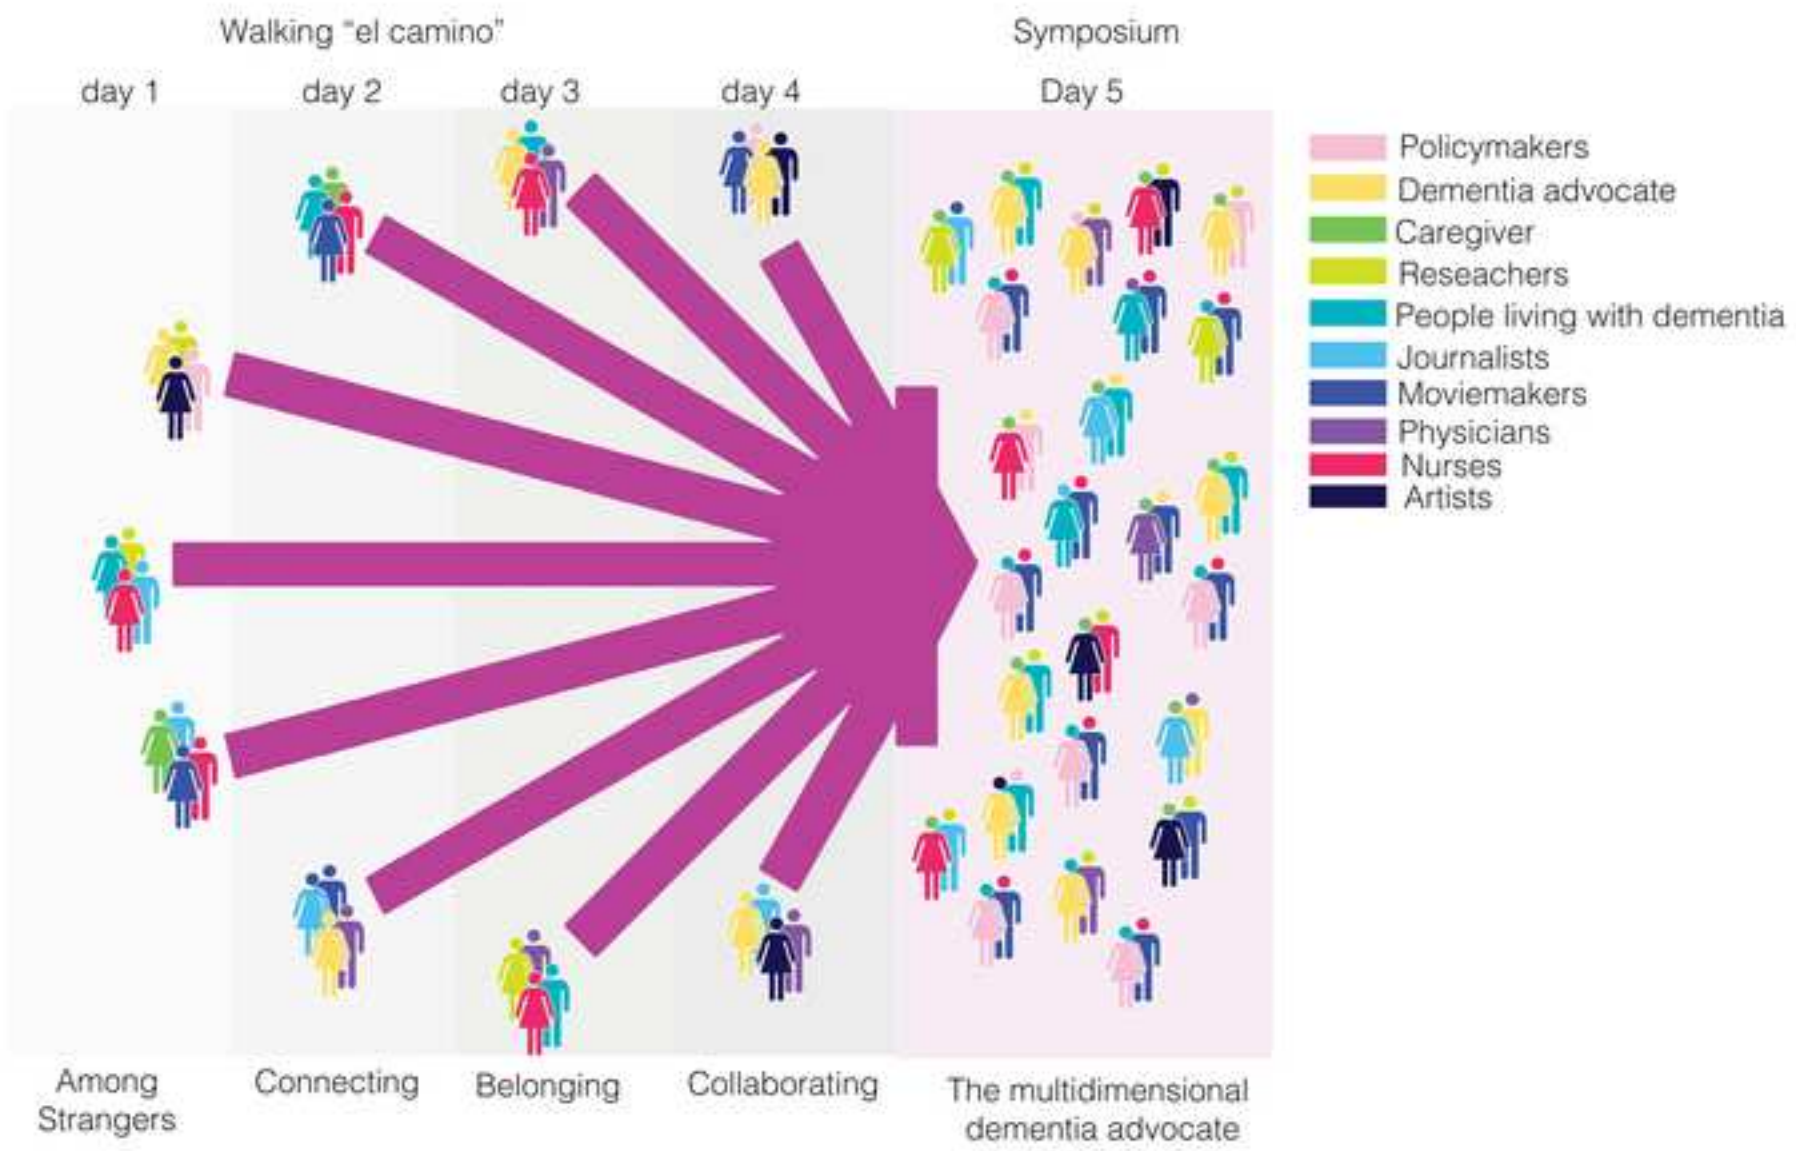 Walking “el camino”
Symposium
day 1
day 2
day 3
day 4
Day 5
Policymakers
Dementia advocate
Caregiver
Reseachers
People living with dementia
Journalists
Moviemakers
Physicians
Nurses
Artists
Among
Strangers
Connecting
Belonging
Collaborating
The multidimensional
dementia advocate